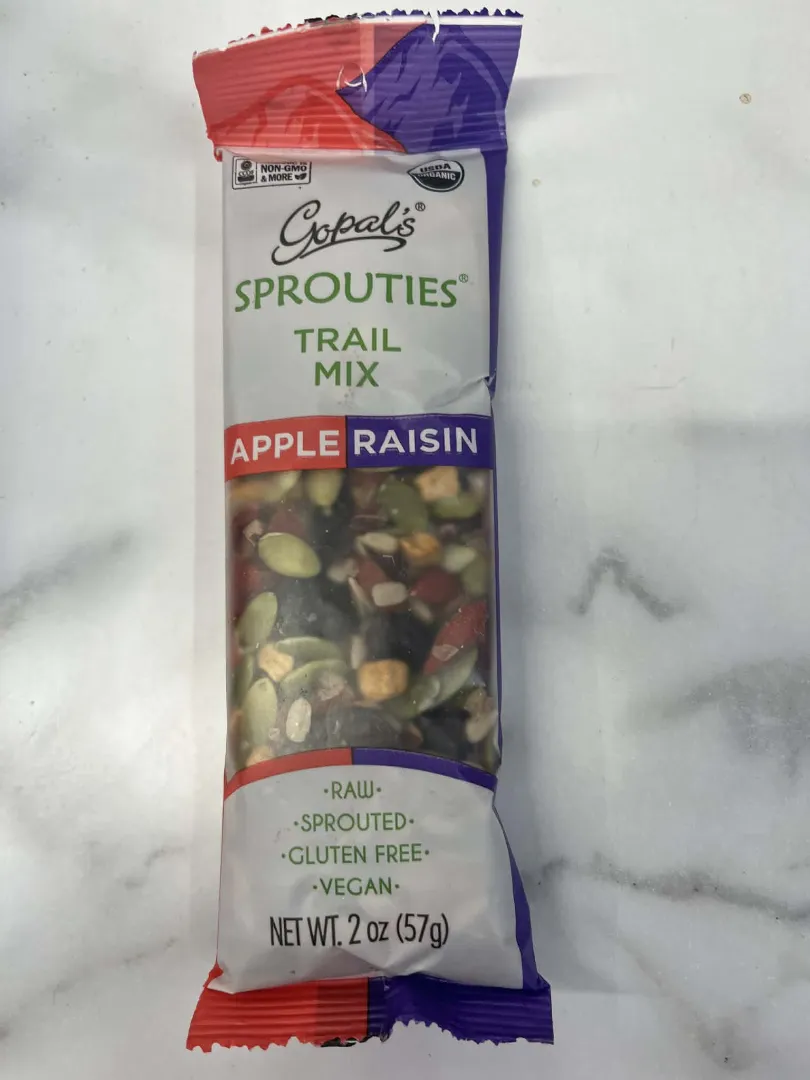 NON-GMO
& MORE
USDA
ORGANIC
Gopal's®
SPROUTIES®
TRAIL
MIX
APPLE RAISIN
·RAW·
·SPROUTED·
·GLUTEN FREE·
·VEGAN·
NET WT. 2 oz (57g)